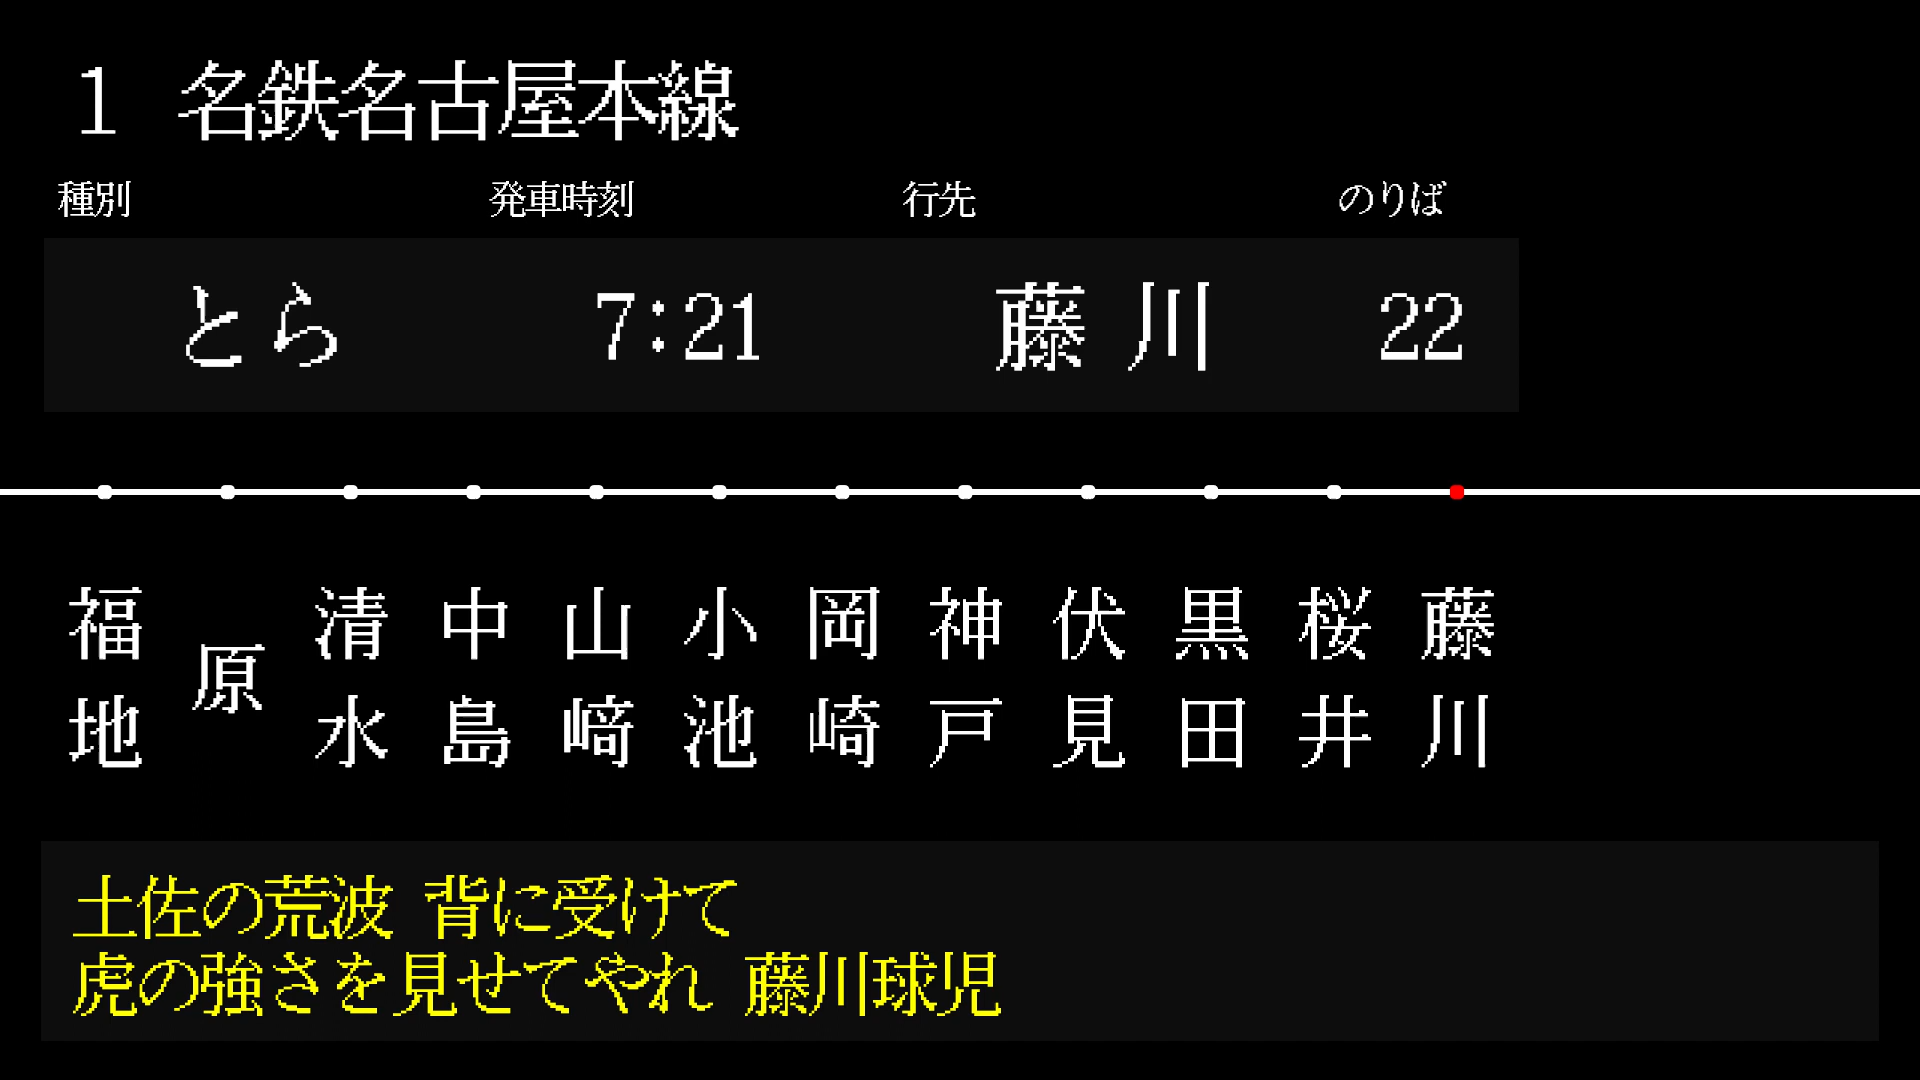 1 名鉄名古屋本線
種別 発車時刻 行先 のりば
とら 7:21 藤川 22
福地 原 清水 中島 山﨑 小池 岡崎 神戸 伏見 黒田 桜井 藤川
土佐の荒波 背に受けて
虎の強さを見せてやれ 藤川球児